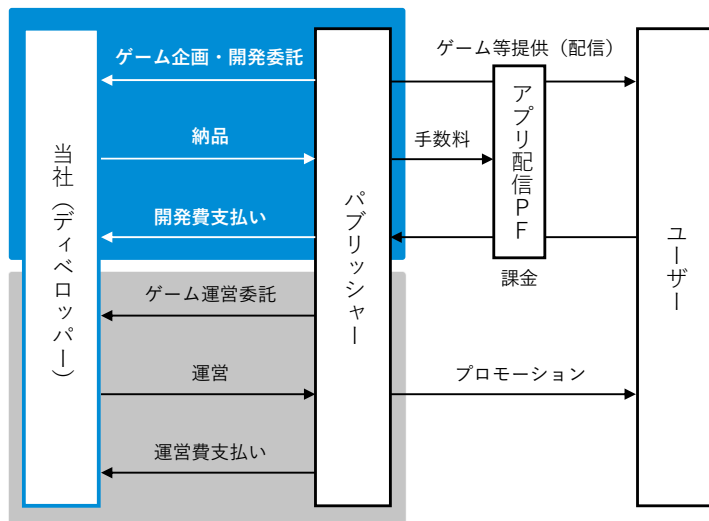 当社（ディベロッパー）
ゲーム企画・開発委託
納品
開発費支払い
ゲーム運営委託
運営
運営費支払い
パブリッシャー
ゲーム等提供（配信）
手数料
アプリ配信PF
課金
プロモーション
ユーザー